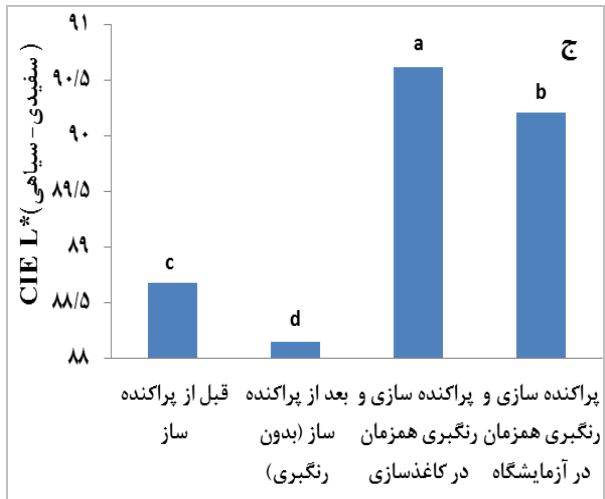 ج
CIE L*(سفیدی-سیاهی)
۹۱
۹۰/۵
۹۰
۸۹/۵
۸۹
۸۸/۵
۸۸
c
d
a
b
قبل از پراکنده
ساز
بعد از پراکنده
ساز (بدون
رنگبری)
پراکنده سازی و
رنگبری همزمان
در کاغذسازی
پراکنده سازی و
رنگبری همزمان
در آزمایشگاه